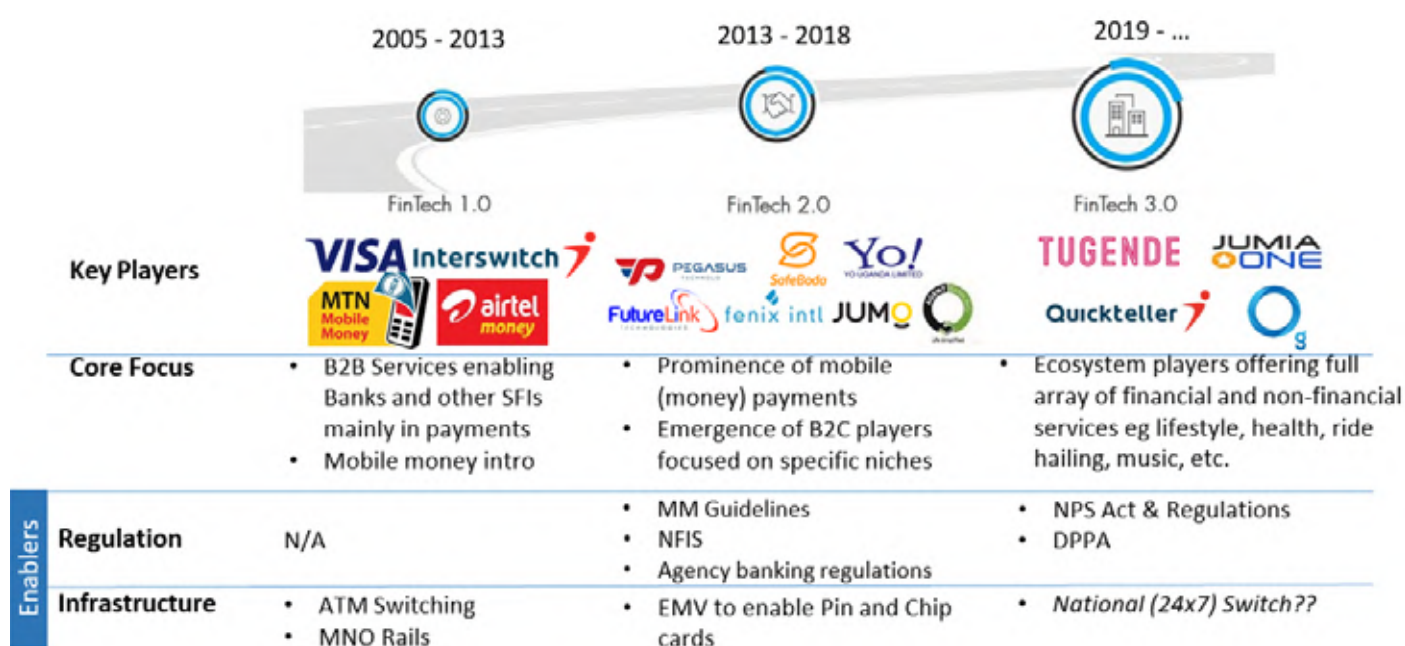 2005 - 2013
2013 - 2018
2019 - ...
FinTech 1.0
FinTech 2.0
FinTech 3.0
Key Players
VISA
Interswitch
MTN
Mobile
Money
airtel
money
PEGASUS
SafeBoda
Yo!
YO UGANDA LIMITED
FutureLink
TECHNOLOGIES
fenix intl
JUMO
TUGENDE
JUMIA
ONE
Quickteller
g
Core Focus
• B2B Services enabling
Banks and other SFIs
mainly in payments
• Mobile money intro
• Prominence of mobile
(money) payments
• Emergence of B2C players
focused on specific niches
• Ecosystem players offering full
array of financial and non-financial
services eg lifestyle, health, ride
hailing, music, etc.
Enablers
Regulation
N/A
• MM Guidelines
• NFIS
• Agency banking regulations
• NPS Act & Regulations
• DPPA
Infrastructure
• ATM Switching
• MNO Rails
• EMV to enable Pin and Chip
cards
• National (24x7) Switch??